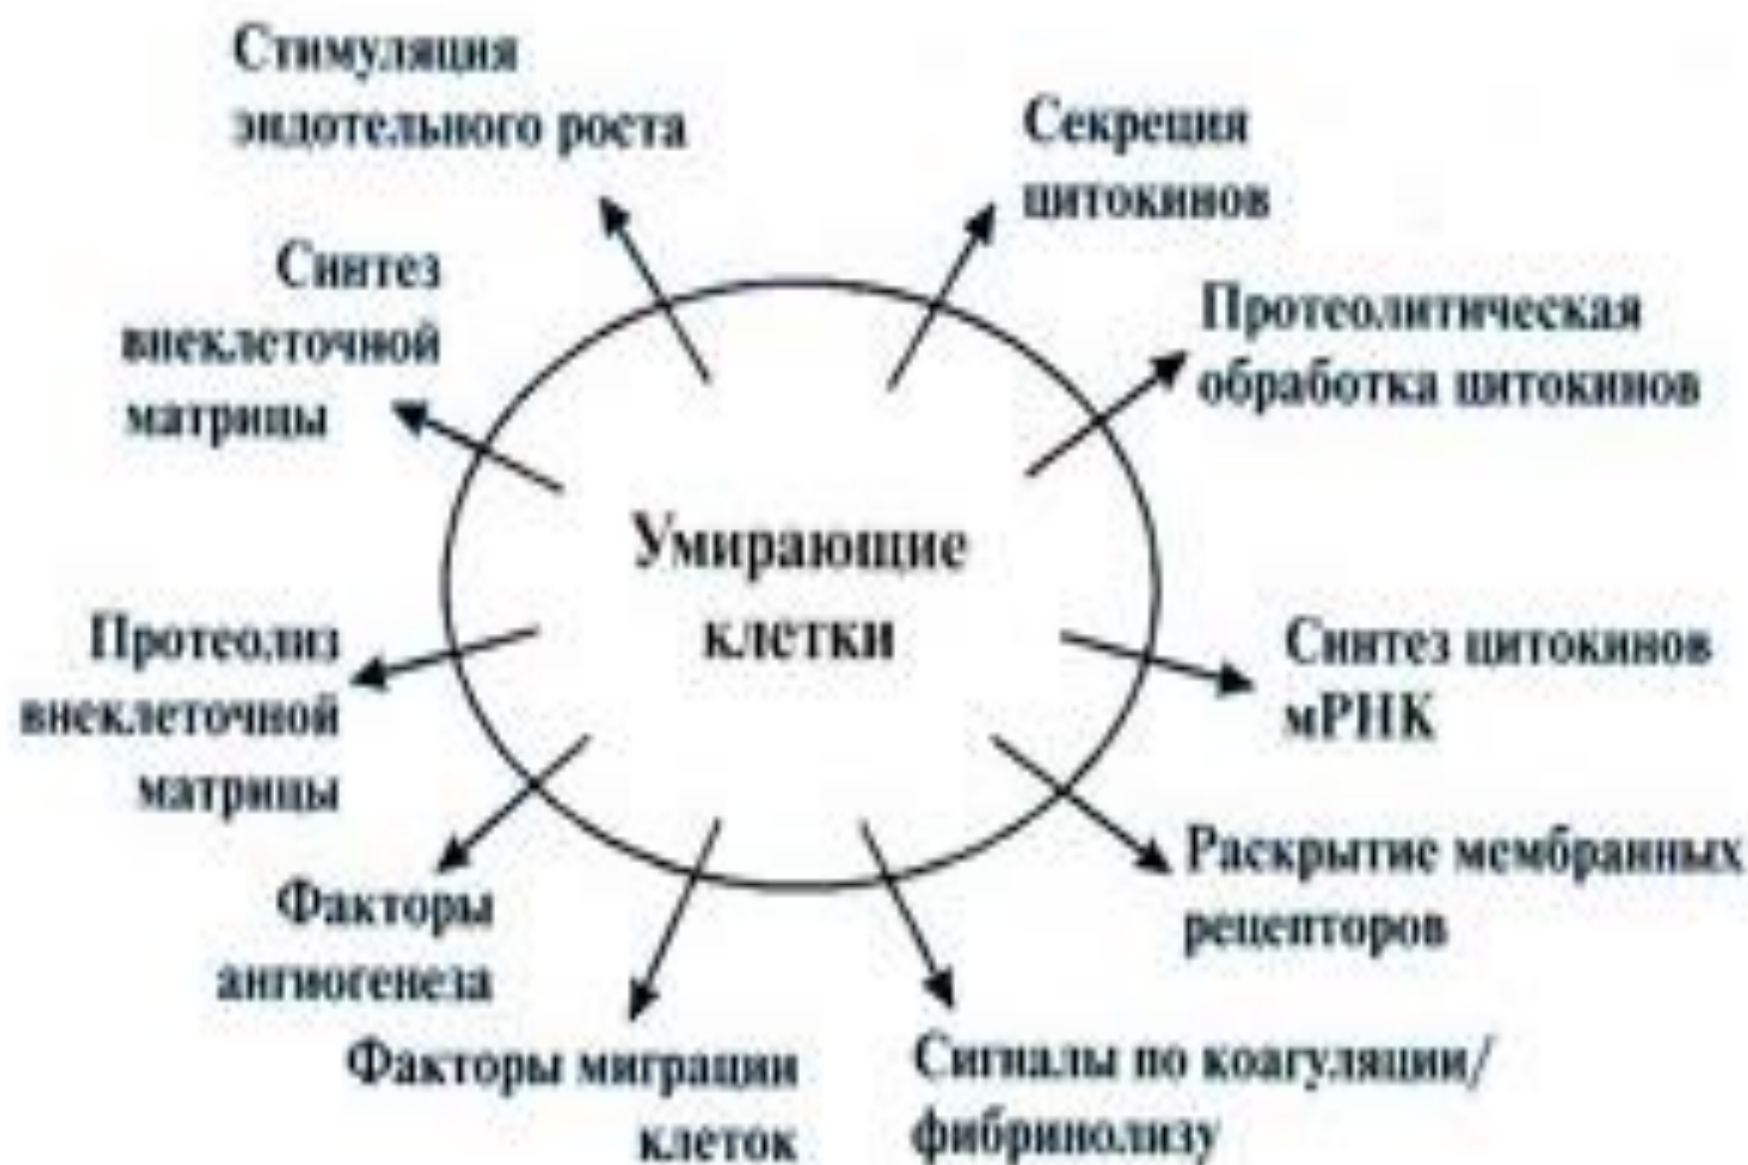 Стимуляция
эндотельного роста
Секреция
цитокинов
Синтез
внеклеточной
матрицы
Протеолитическая
обработка цитокинов
Умирающие
клетки
Протеолиз
внеклеточной
матрицы
Синтез цитокинов
мРНК
Факторы
ангиогенеза
Раскрытие мембранных
рецепторов
Факторы миграции
клеток
Сигналы по коагуляции/
фибринолизу